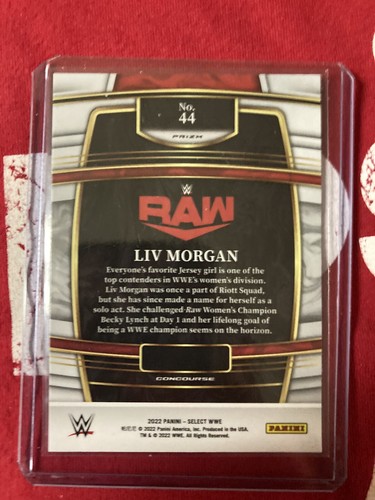 No.
44
PRIZM
W
RAW
LIV MORGAN
Everyone's favorite Jersey girl is one of the
top contenders in WWE's women's division.
Liv Morgan was once a part of Riott Squad,
but she has since made a name for herself as a
solo act. She challenged Raw Women's Champion
Becky Lynch at Day 1 and her lifelong goal of
being a WWE champion seems on the horizon.
CONCOURSE
W
2022 PANINI – SELECT WWE
© 2022 Panini America, Inc. Produced in the USA.
TM & © 2022 WWE. All Rights Reserved.
PANINI